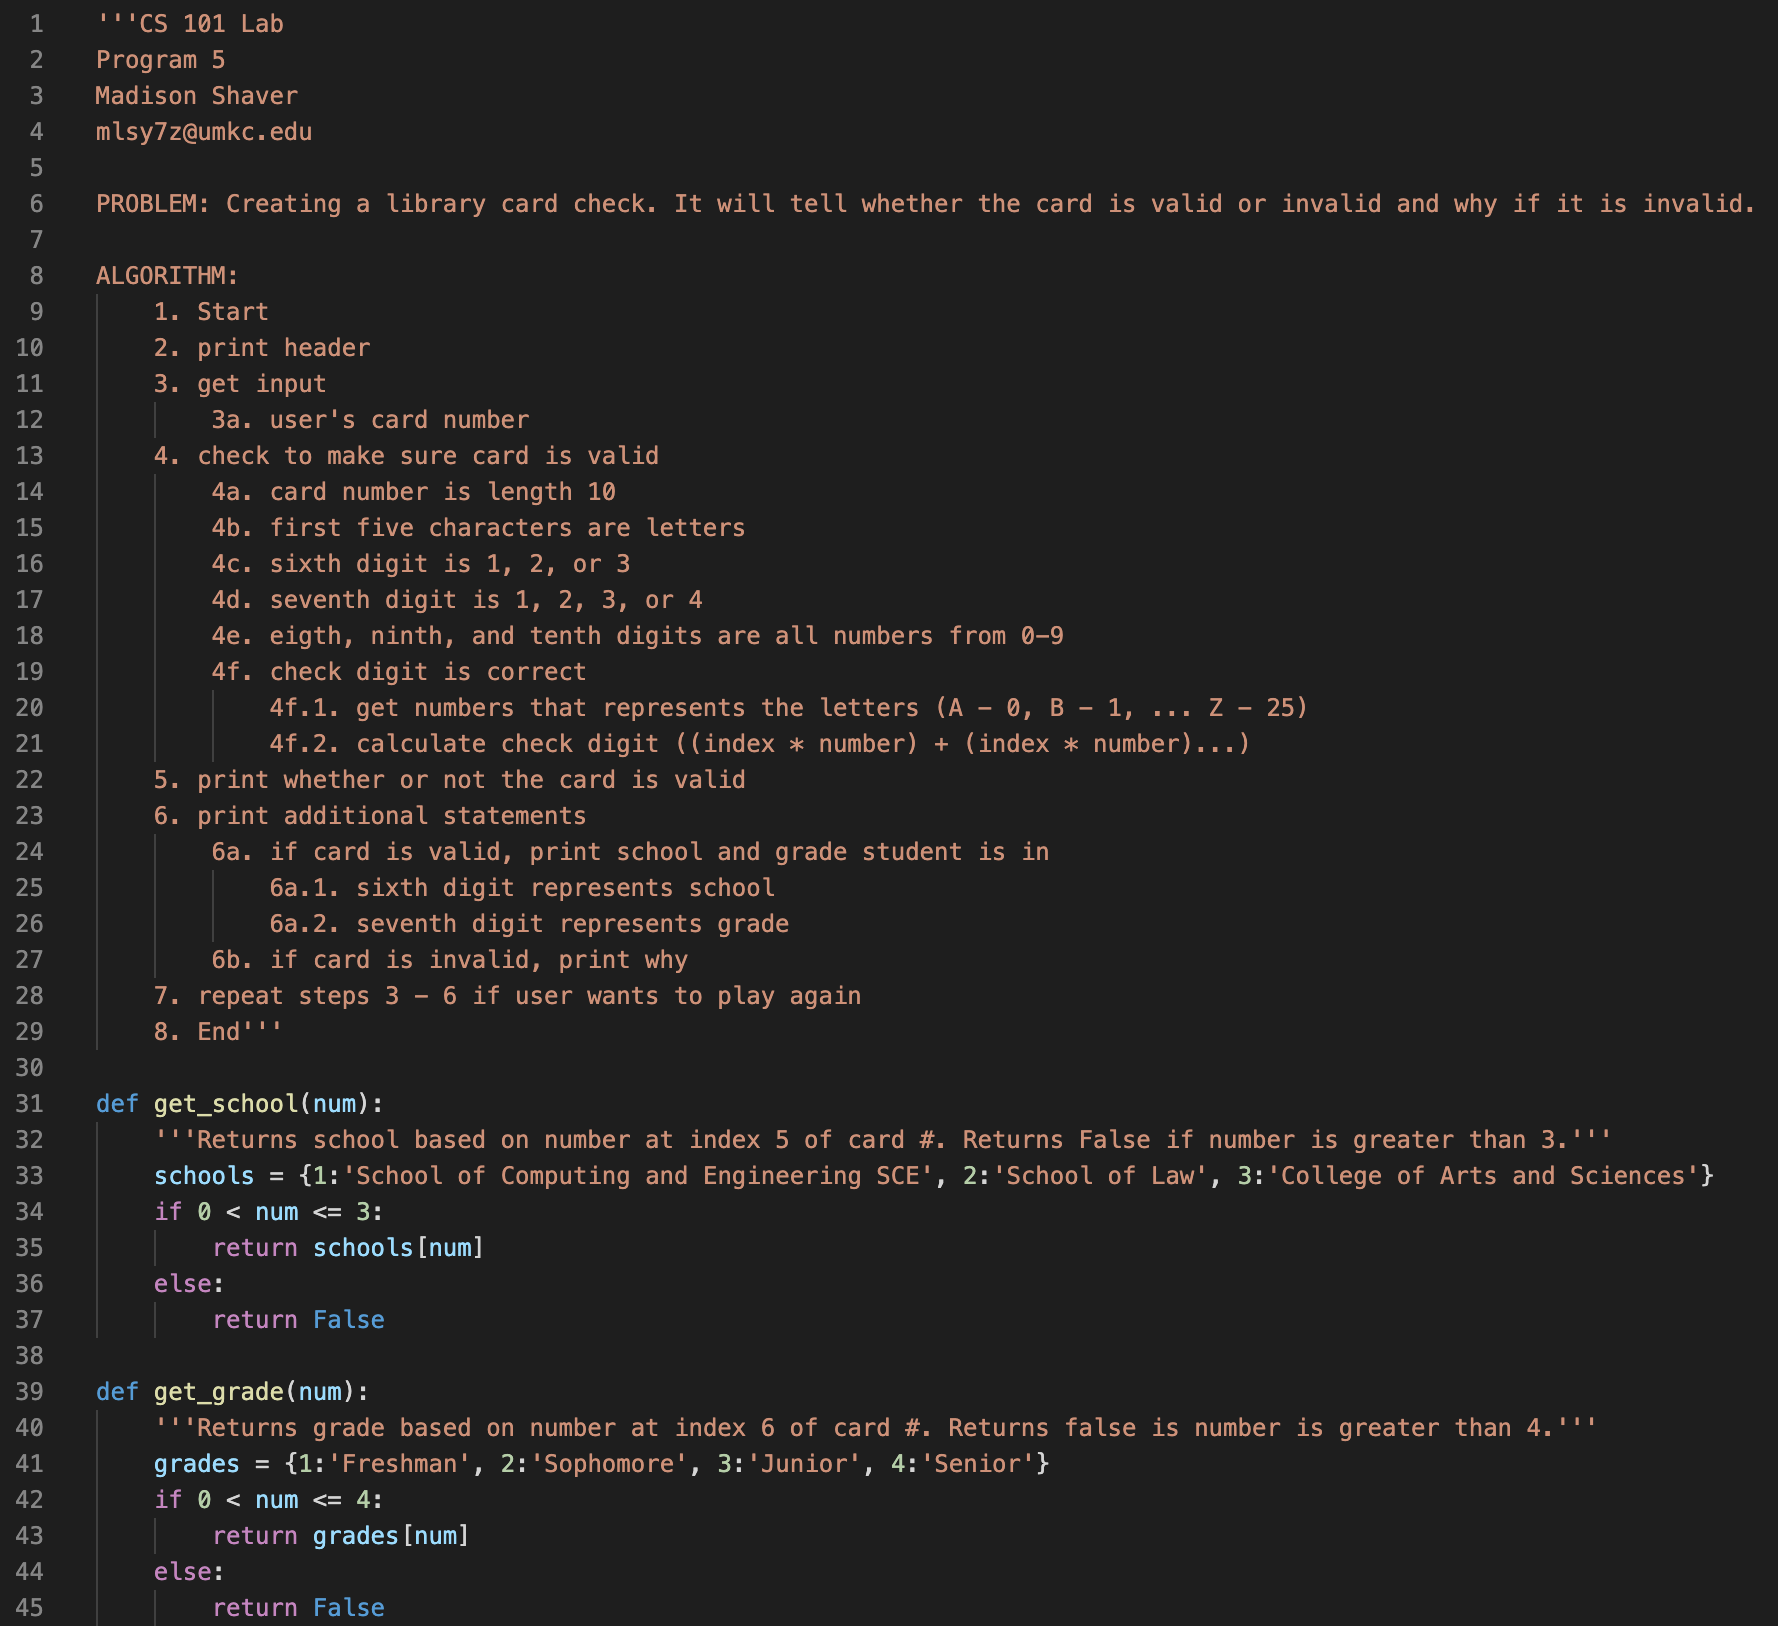 1 '''CS 101 Lab
2 Program 5
3 Madison Shaver
4 mlsy7z@umkc.edu
5
6 PROBLEM: Creating a library card check. It will tell whether the card is valid or invalid and why if it is invalid.
7
8 ALGORITHM:
9     1. Start
10     2. print header
11     3. get input
12         3a. user's card number
13     4. check to make sure card is valid
14         4a. card number is length 10
15         4b. first five characters are letters
16         4c. sixth digit is 1, 2, or 3
17         4d. seventh digit is 1, 2, 3, or 4
18         4e. eigth, ninth, and tenth digits are all numbers from 0-9
19         4f. check digit is correct
20             4f.1. get numbers that represents the letters (A - 0, B - 1, ... Z - 25)
21             4f.2. calculate check digit ((index * number) + (index * number)...)
22     5. print whether or not the card is valid
23     6. print additional statements
24         6a. if card is valid, print school and grade student is in
25             6a.1. sixth digit represents school
26             6a.2. seventh digit represents grade
27         6b. if card is invalid, print why
28     7. repeat steps 3 - 6 if user wants to play again
29     8. End'''
30
31 def get_school(num):
32     '''Returns school based on number at index 5 of card #. Returns False if number is greater than 3.'''
33     schools = {1:'School of Computing and Engineering SCE', 2:'School of Law', 3:'College of Arts and Sciences'}
34     if 0 < num <= 3:
35         return schools[num]
36     else:
37         return False
38
39 def get_grade(num):
40     '''Returns grade based on number at index 6 of card #. Returns false is number is greater than 4.'''
41     grades = {1:'Freshman', 2:'Sophomore', 3:'Junior', 4:'Senior'}
42     if 0 < num <= 4:
43         return grades[num]
44     else:
45         return False